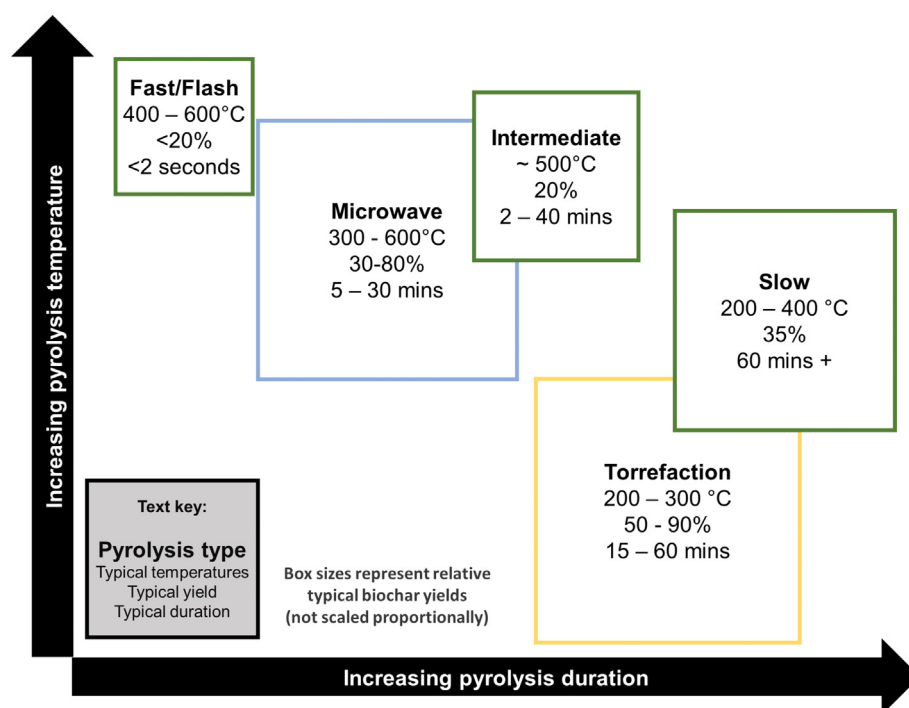 Increasing pyrolysis temperature
Fast/Flash
400 – 600°C
<20%
<2 seconds
Microwave
300 - 600°C
30-80%
5 – 30 mins
Intermediate
~ 500°C
20%
2 – 40 mins
Slow
200 – 400 °C
35%
60 mins +
Torrefaction
200 – 300 °C
50 - 90%
15 – 60 mins
Text key:
Pyrolysis type
Typical temperatures
Typical yield
Typical duration
Box sizes represent relative
typical biochar yields
(not scaled proportionally)
Increasing pyrolysis duration